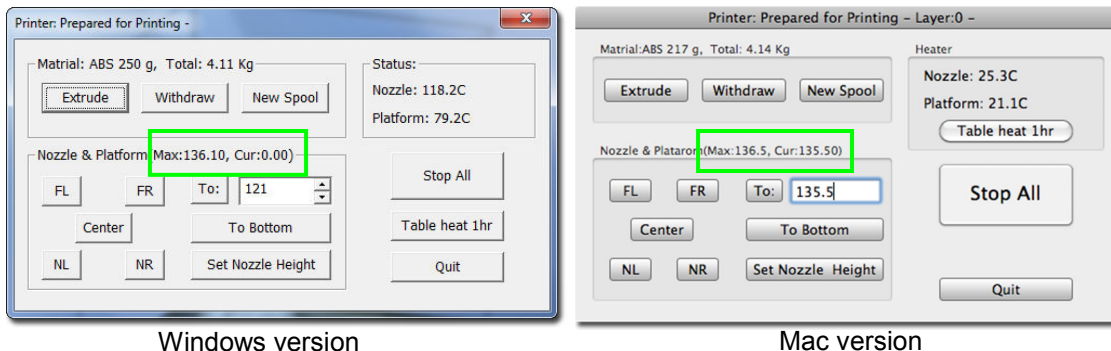 Printer: Prepared for Printing -
Matrial: ABS 250 g, Total: 4.11 Kg
Extrude Withdraw New Spool
Status:
Nozzle: 118.2C
Platform: 79.2C
Nozzle & Platform(Max:136.10, Cur:0.00)
FL FR To: 121
Center To Bottom
NL NR Set Nozzle Height
Stop All
Table heat 1hr
Quit
Windows version
Printer: Prepared for Printing – Layer:0 –
Matrial:ABS 217 g, Total: 4.14 Kg
Extrude Withdraw New Spool
Heater
Nozzle: 25.3C
Platform: 21.1C
Table heat 1hr
Nozzle & Platarom(Max:136.5, Cur:135.50)
FL FR To: 135.5
Center To Bottom
NL NR Set Nozzle Height
Stop All
Quit
Mac version